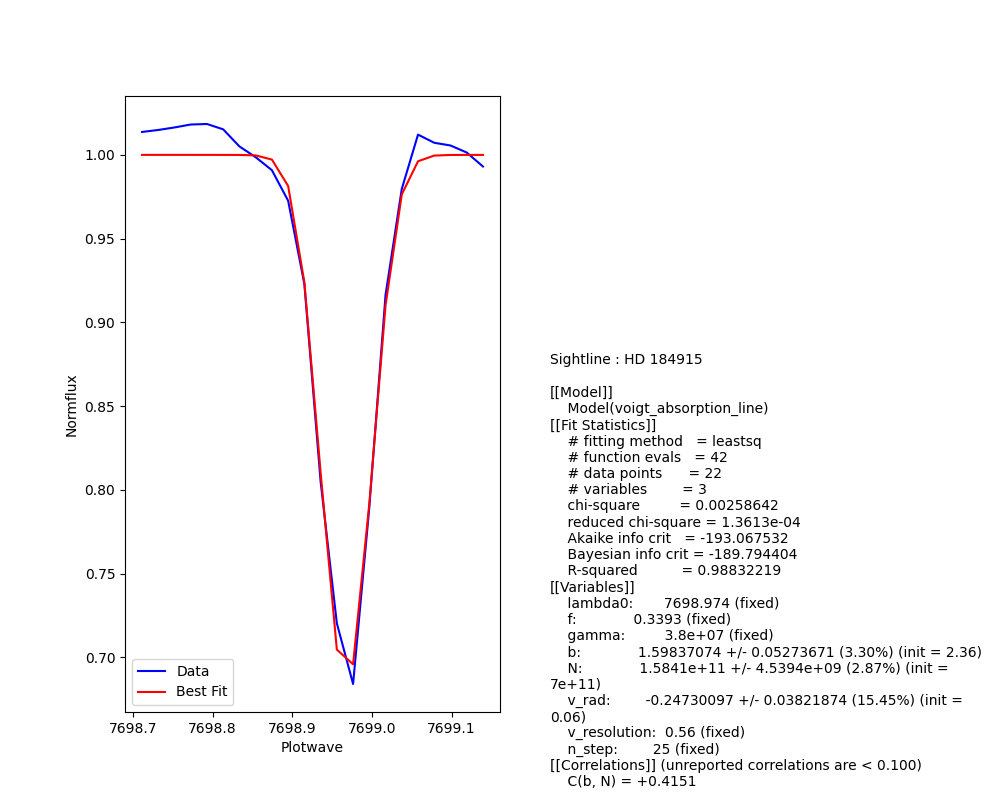 1.00
0.95
0.90
0.85
0.80
0.75
0.70
Normflux
Data
Best Fit
7698.7 7698.8 7698.9 7699.0 7699.1
Plotwave
Sightline : HD 184915
[[Model]]
Model(voigt_absorption_line)
[[Fit Statistics]]
# fitting method = leastsq
# function evals = 42
# data points = 22
# variables = 3
chi-square = 0.00258642
reduced chi-square = 1.3613e-04
Akaike info crit = -193.067532
Bayesian info crit = -189.794404
R-squared = 0.98832219
[[Variables]]
lambda0: 7698.974 (fixed)
f: 0.3393 (fixed)
gamma: 3.8e+07 (fixed)
b: 1.59837074 +/- 0.05273671 (3.30%) (init = 2.36)
N: 1.5841e+11 +/- 4.5394e+09 (2.87%) (init =
7e+11)
v_rad: -0.24730097 +/- 0.03821874 (15.45%) (init =
0.06)
v_resolution: 0.56 (fixed)
n_step: 25 (fixed)
[[Correlations]] (unreported correlations are < 0.100)
C(b, N) = +0.4151